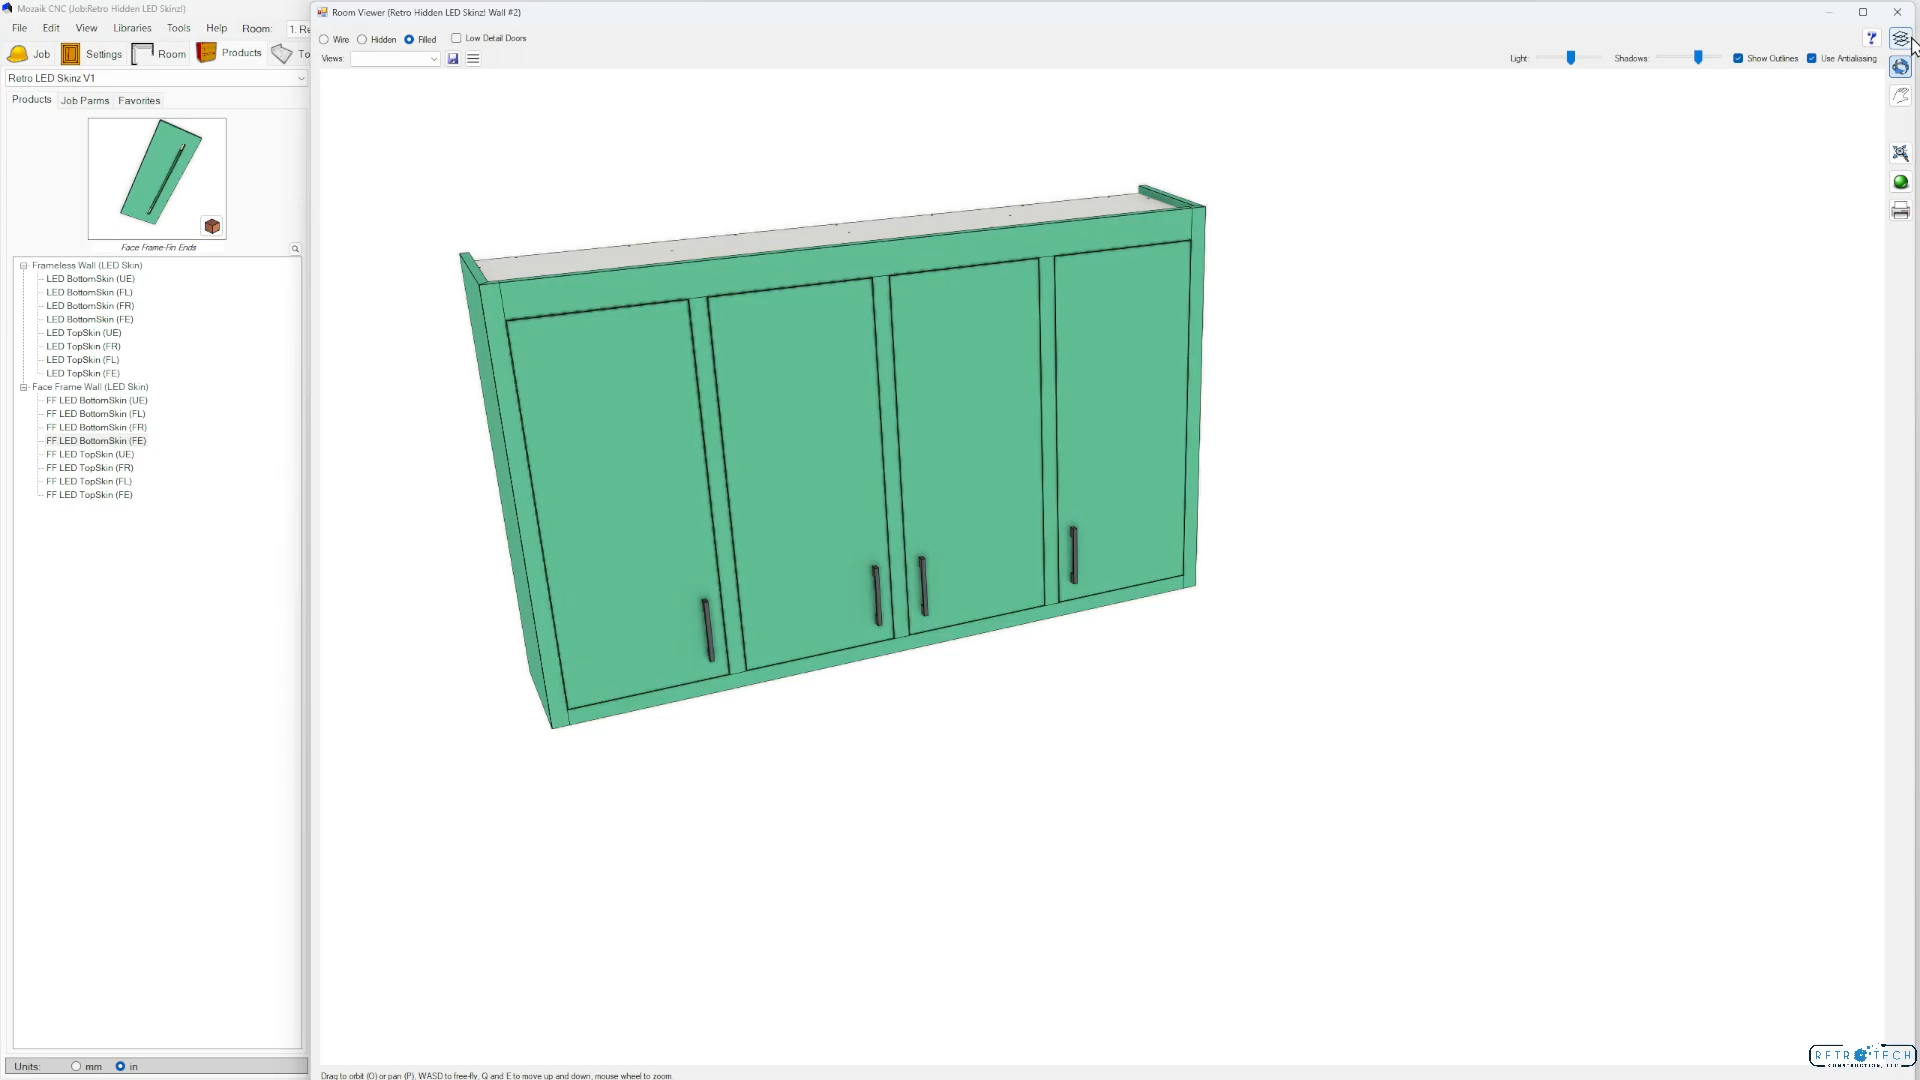 Mozaik CNC (Job:Retro Hidden LED Skinz!)
File Edit View Libraries Tools Help Room: 1. Re
Job Settings Room Products To
Retro LED Skinz V1
Products Job Parms Favorites
Face Frame-Fin Ends
Frameless Wall (LED Skin)
LED BottomSkin (UE)
LED BottomSkin (FL)
LED BottomSkin (FR)
LED BottomSkin (FE)
LED TopSkin (UE)
LED TopSkin (FR)
LED TopSkin (FL)
LED TopSkin (FE)
Face Frame Wall (LED Skin)
FF LED BottomSkin (UE)
FF LED BottomSkin (FL)
FF LED BottomSkin (FR)
FF LED BottomSkin (FE)
FF LED TopSkin (UE)
FF LED TopSkin (FR)
FF LED TopSkin (FL)
FF LED TopSkin (FE)
Units: mm in
Room Viewer (Retro Hidden LED Skinz! Wall #2)
Wire Hidden Filled Low Detail Doors
Views: Light: Shadows: Show Outlines Use Antialiasing
Drag to orbit (O) or pan (P), WASD to free-fly, Q and E to move up and down, mouse wheel to zoom.
RETROTECH
CONSTRUCTION, LLC